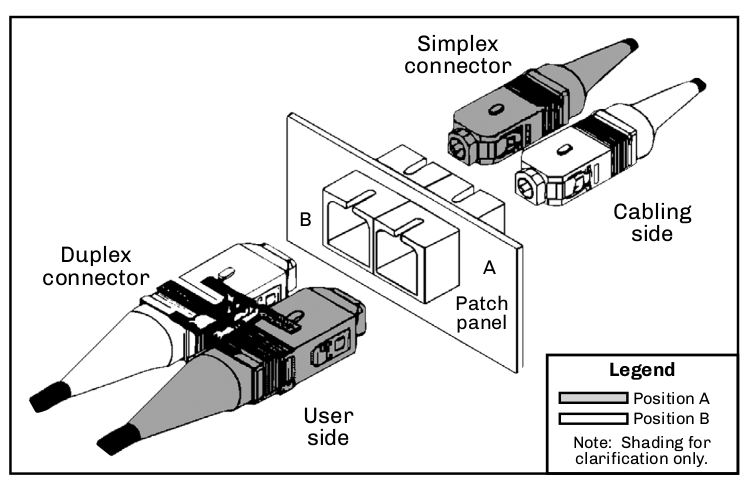 Simplex
connector
Cabling
side
B
A
Patch
panel
Duplex
connector
User
side
Legend
Position A
Position B
Note: Shading for
clarification only.